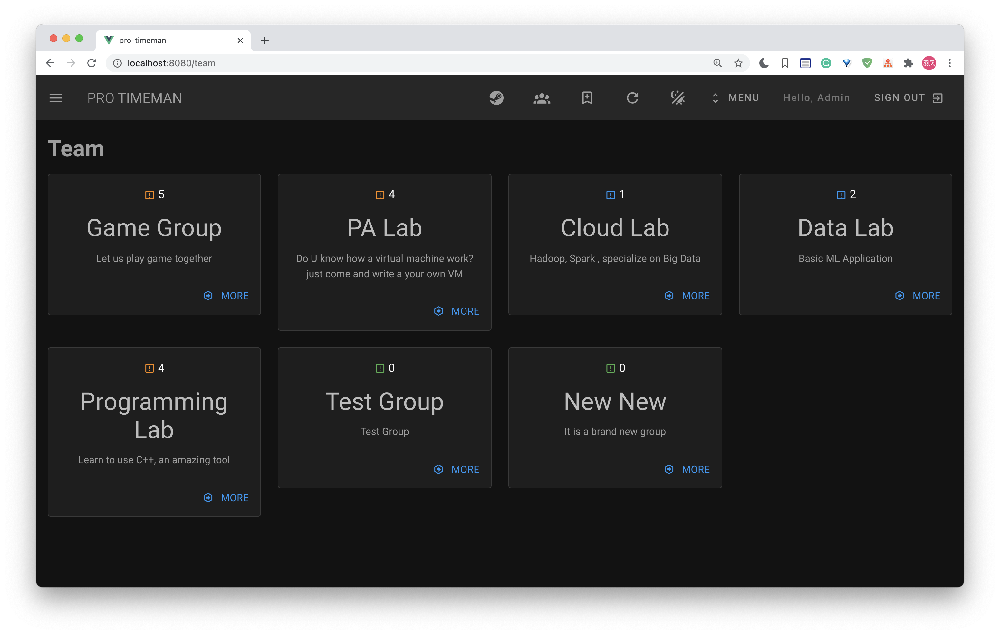 pro-timeman
localhost:8080/team
羽晟
PRO TIMEMAN
MENU
Hello, Admin
SIGN OUT
Team
5
Game Group
Let us play game together
MORE
4
PA Lab
Do U know how a virtual machine work?
just come and write a your own VM
MORE
1
Cloud Lab
Hadoop, Spark , specialize on Big Data
MORE
2
Data Lab
Basic ML Application
MORE
4
Programming
Lab
Learn to use C++, an amazing tool
MORE
0
Test Group
Test Group
MORE
0
New New
It is a brand new group
MORE